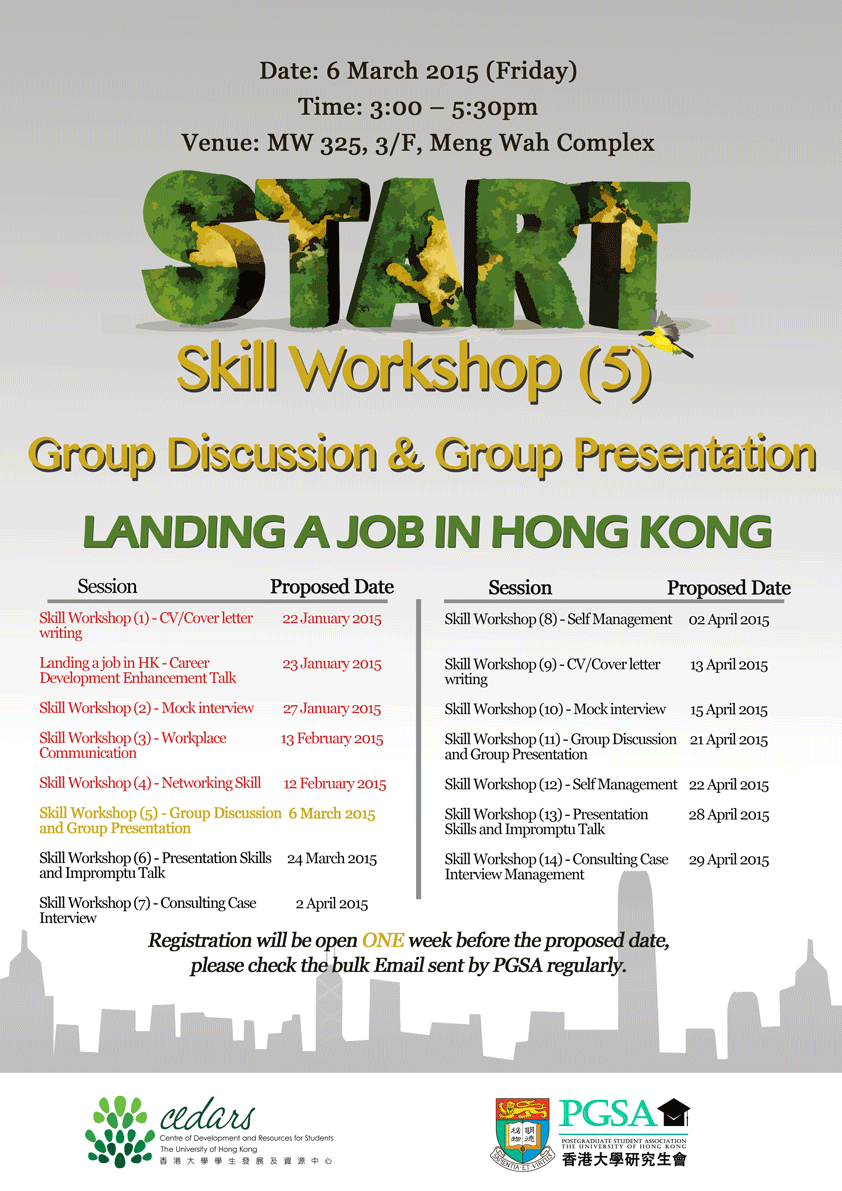 Date: 6 March 2015 (Friday)
Time: 3:00 – 5:30pm
Venue: MW 325, 3/F, Meng Wah Complex
START
Skill Workshop (5)
Group Discussion & Group Presentation
LANDING A JOB IN HONG KONG
Session Proposed Date
Skill Workshop (1) - CV/Cover letter 22 January 2015
writing
Landing a job in HK - Career 23 January 2015
Development Enhancement Talk
Skill Workshop (2) - Mock interview 27 January 2015
Skill Workshop (3) - Workplace 13 February 2015
Communication
Skill Workshop (4) - Networking Skill 12 February 2015
Skill Workshop (5) - Group Discussion 6 March 2015
and Group Presentation
Skill Workshop (6) - Presentation Skills 24 March 2015
and Impromptu Talk
Skill Workshop (7) - Consulting Case 2 April 2015
Interview
Session Proposed Date
Skill Workshop (8) - Self Management 02 April 2015
Skill Workshop (9) - CV/Cover letter 13 April 2015
writing
Skill Workshop (10) - Mock interview 15 April 2015
Skill Workshop (11) - Group Discussion 21 April 2015
and Group Presentation
Skill Workshop (12) - Self Management 22 April 2015
Skill Workshop (13) - Presentation 28 April 2015
Skills and Impromptu Talk
Skill Workshop (14) - Consulting Case 29 April 2015
Interview Management
Registration will be open ONE week before the proposed date,
please check the bulk Email sent by PGSA regularly.
cedars
Centre of Development and Resources for Students
The University of Hong Kong
香港大學學生發展及資源中心
明德
格物
SAPIENTIA ET VIRTUS
PGSA
POSTGRADUATE STUDENT ASSOCIATION
THE UNIVERSITY OF HONG KONG
香港大學研究生會